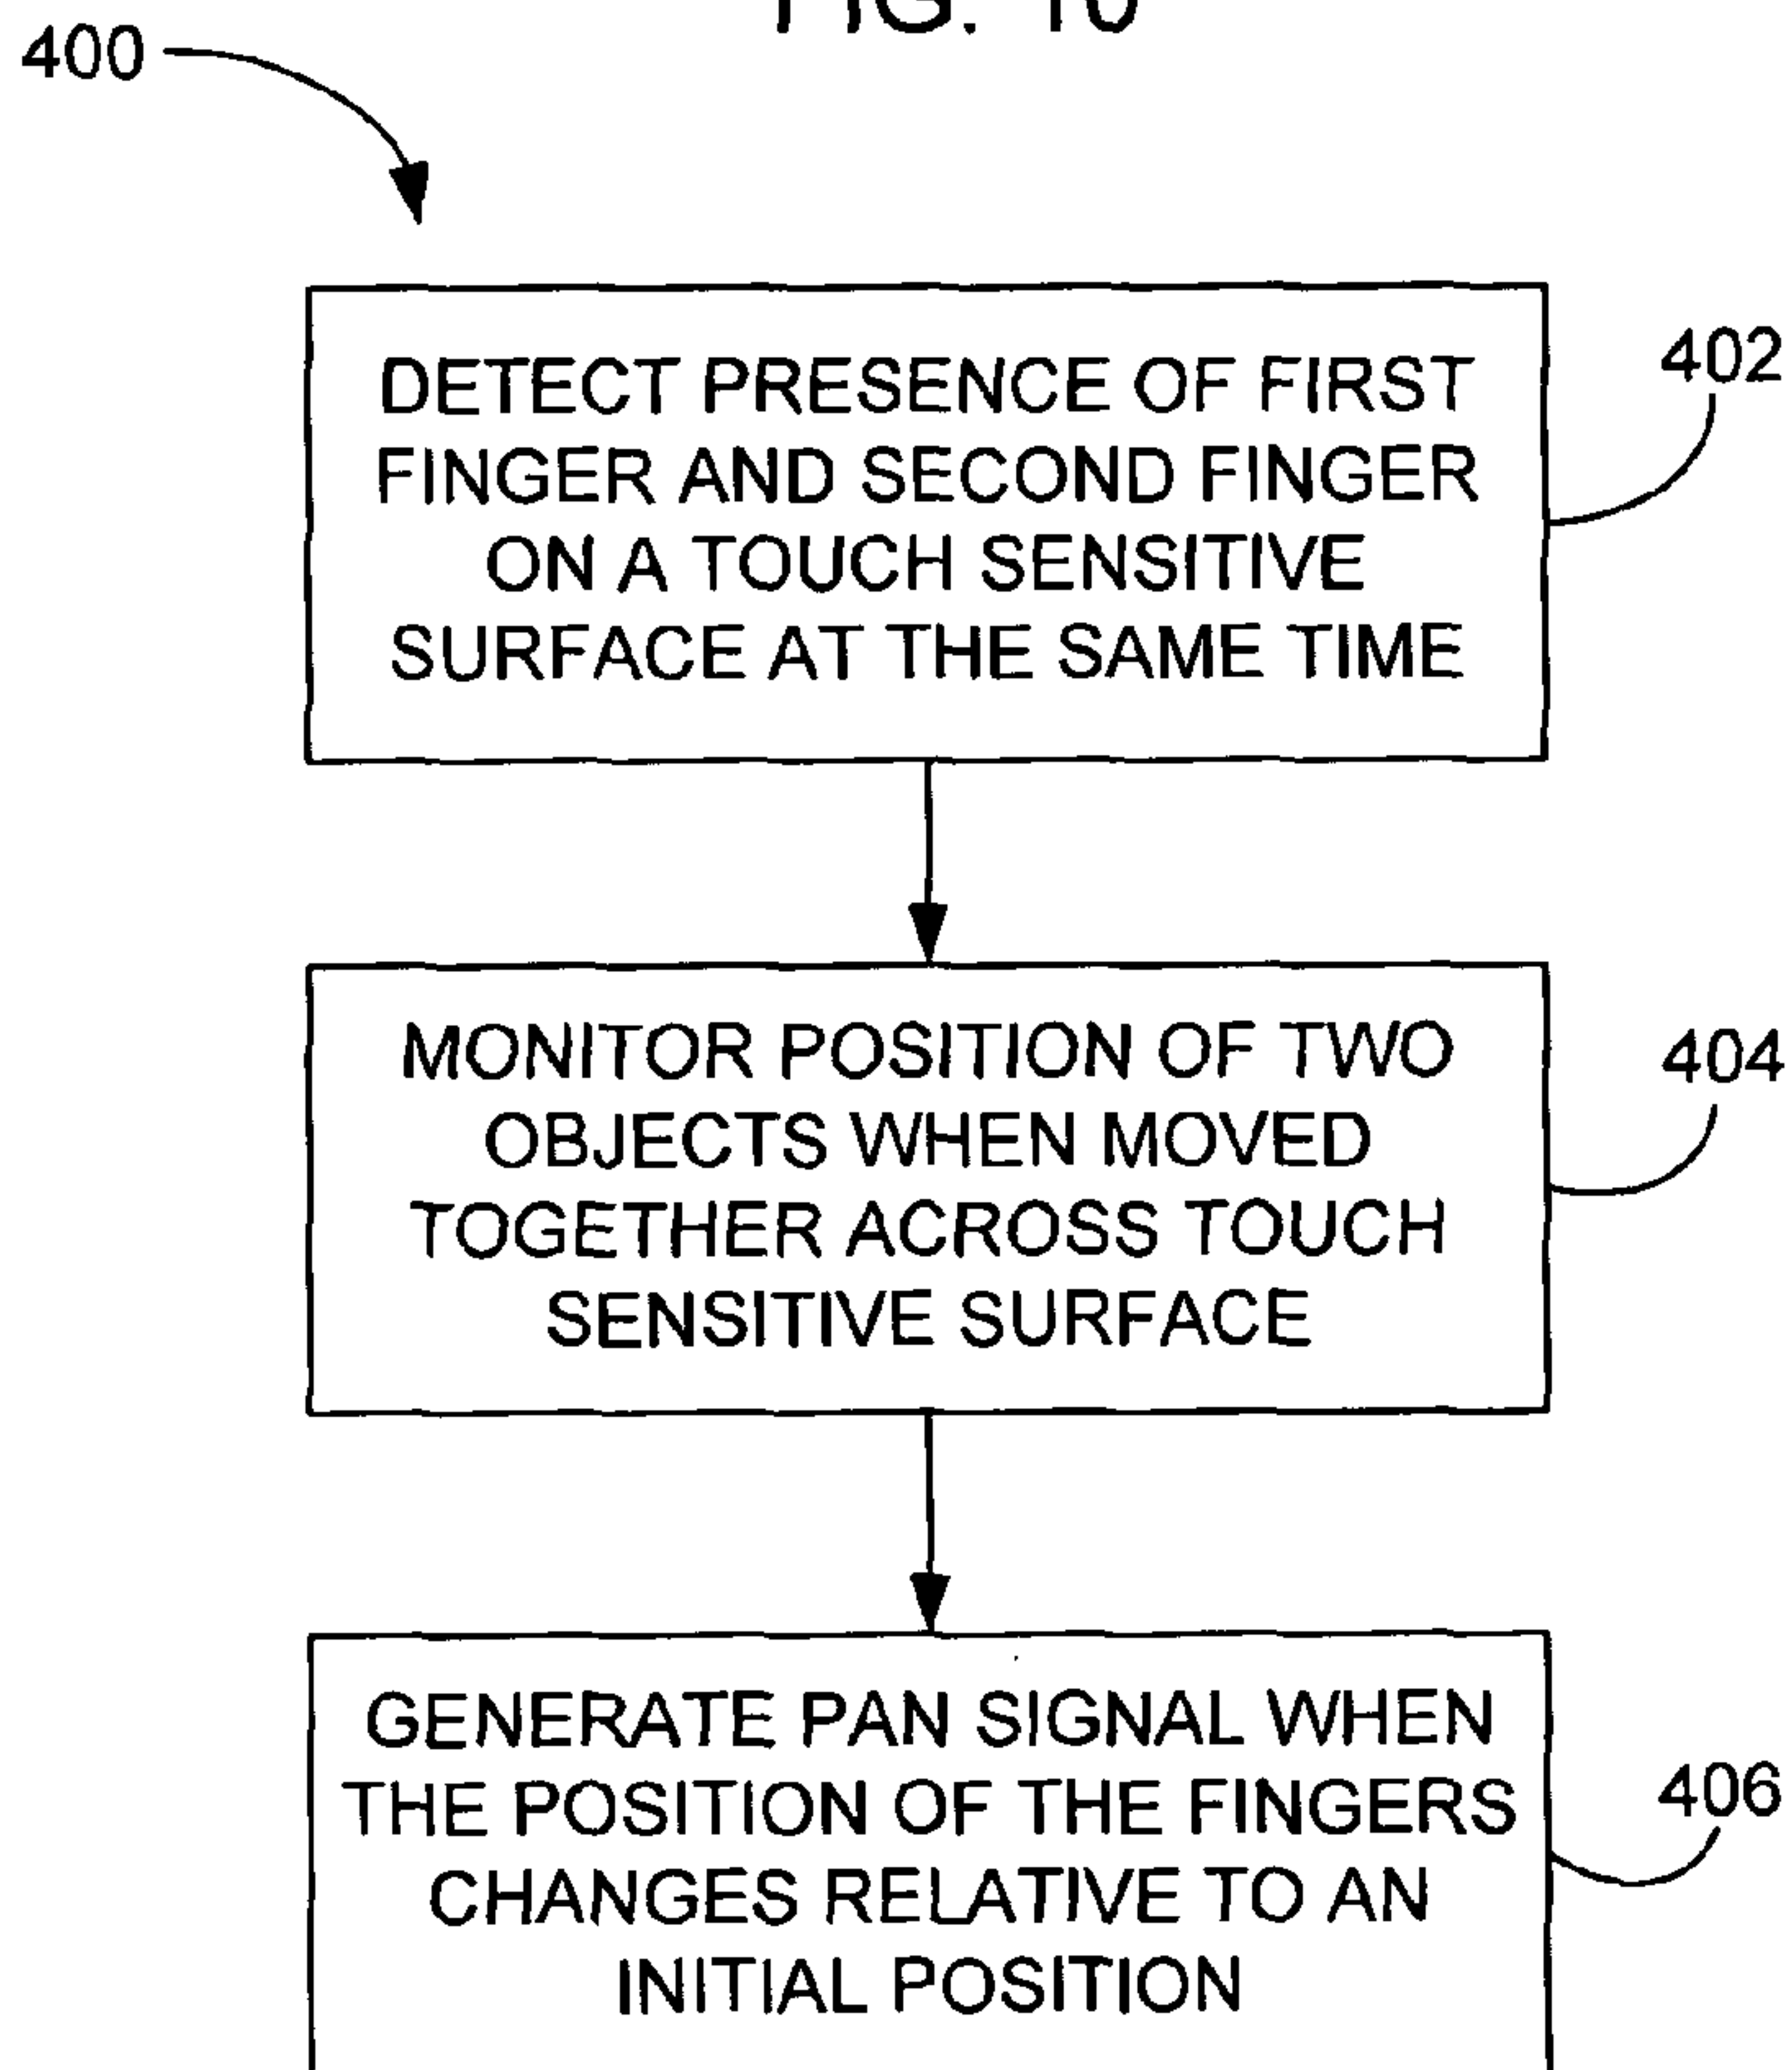 FIG.
400
DETECT PRESENCE OF FIRST
FINGER AND SECOND FINGER
ON A TOUCH SENSITIVE
SURFACE AT THE SAME TIME
402
MONITOR POSITION OF TWO
OBJECTS WHEN MOVED
TOGETHER ACROSS TOUCH
SENSITIVE SURFACE
404
GENERATE PAN SIGNAL WHEN
THE POSITION OF THE FINGERS
CHANGES RELATIVE TO AN
INITIAL POSITION
406